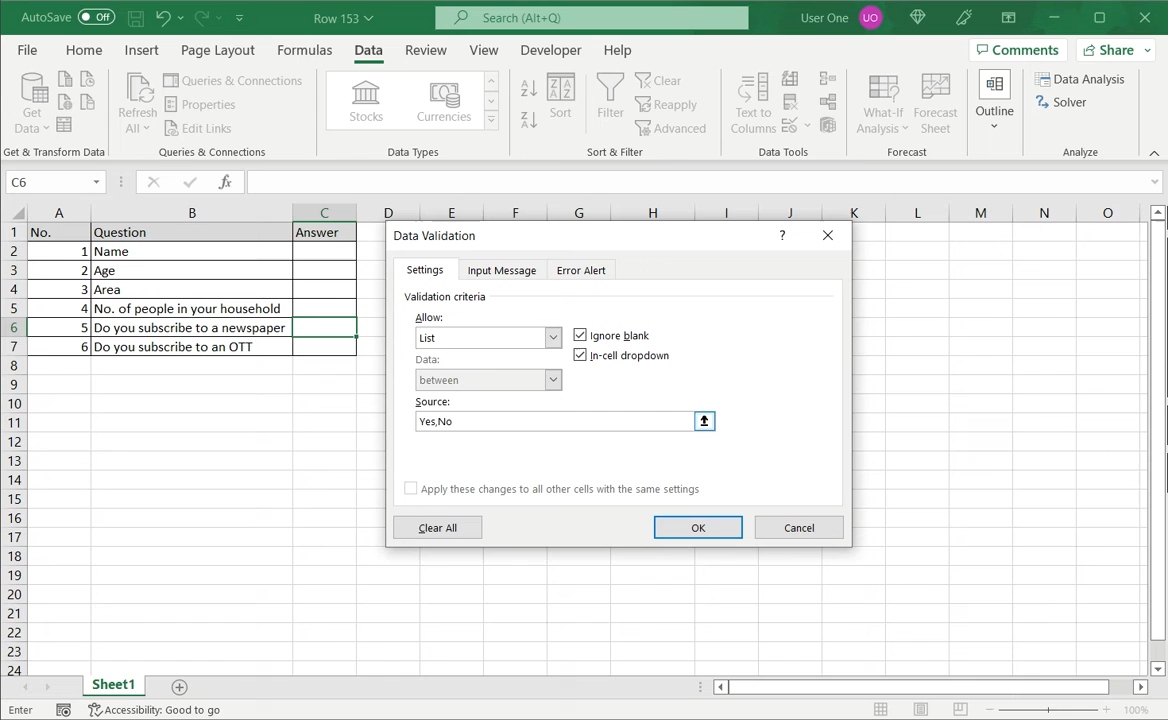 AutoSave Off Row 153 Search (Alt+Q) User One UO
File Home Insert Page Layout Formulas Data Review View Developer Help Comments Share
Get Data
Refresh All
Queries & Connections
Properties
Edit Links
Stocks
Currencies
Sort
Filter
Clear
Reapply
Advanced
Text to Columns
What-If Analysis
Forecast Sheet
Outline
Data Analysis
Solver
Get & Transform Data Queries & Connections Data Types Sort & Filter Data Tools Forecast Analyze
C6 fx
A B C D E F G H I J K L M N O
1 No. Question Answer
2 1 Name
3 2 Age
4 3 Area
5 4 No. of people in your household
6 5 Do you subscribe to a newspaper
7 6 Do you subscribe to an OTT
8
9
10
11
12
13
14
15
16
17
18
19
20
21
22
23
24
Data Validation ?
Settings Input Message Error Alert
Validation criteria
Allow:
List
Ignore blank
In-cell dropdown
Data:
between
Source:
Yes,No
Apply these changes to all other cells with the same settings
Clear All OK Cancel
Sheet1
Enter Accessibility: Good to go 100%